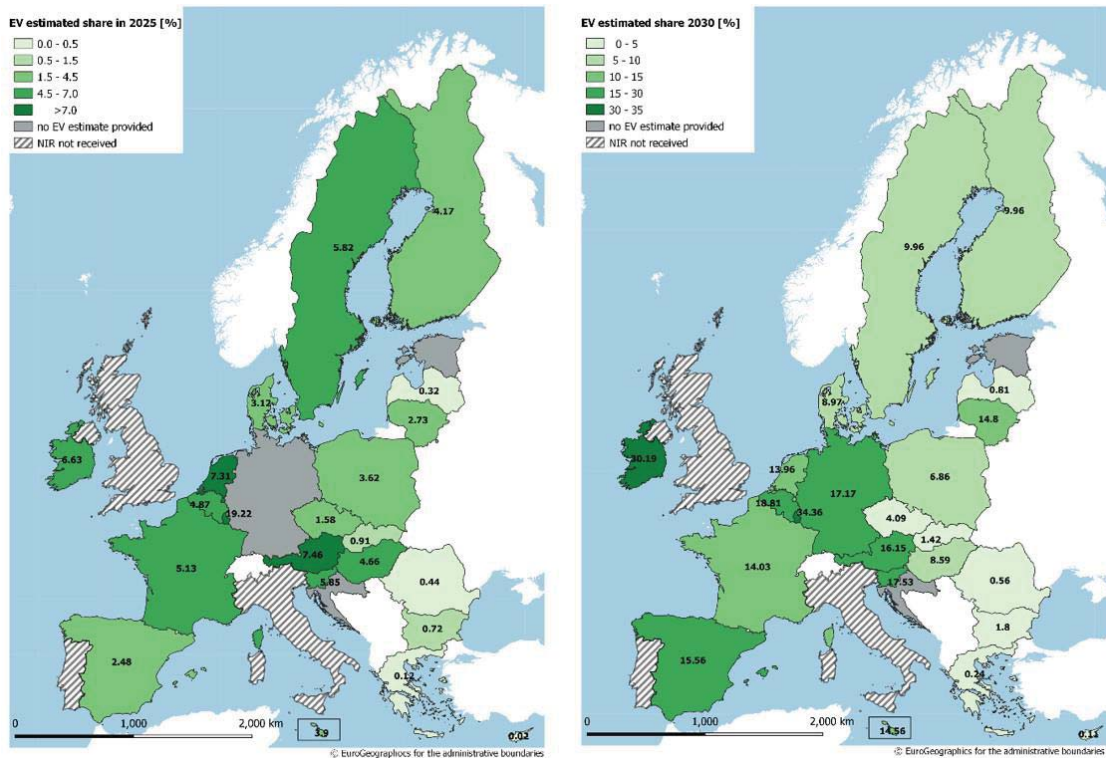 EV estimated share in 2025 [%]
0.0 - 0.5
0.5 - 1.5
1.5 - 4.5
4.5 - 7.0
>7.0
no EV estimate provided
NIR not received
5.82
4.17
0.32
3.12
2.73
6.63
7.31
3.62
4.87
19.22
1.58
0.91
7.46
4.66
5.13
5.85
0.44
0.72
2.48
0.12
0 1,000 2,000 km
3.9
0.02
© EuroGeographics for the administrative boundaries
EV estimated share 2030 [%]
0 - 5
5 - 10
10 - 15
15 - 30
30 - 35
no EV estimate provided
NIR not received
9.96
9.96
0.81
8.97
14.8
30.19
13.96
6.86
17.17
18.81
34.36
4.09
1.42
16.15
8.59
14.03
17.53
0.56
1.8
15.56
0.24
0 1,000 2,000 km
14.56
0.11
© EuroGeographics for the administrative boundaries